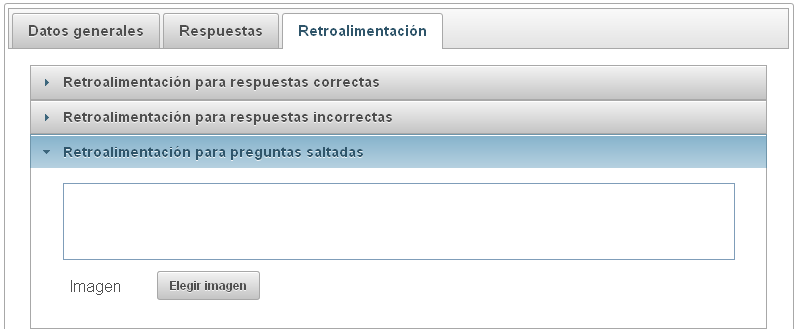 Datos generales Respuestas Retroalimentación
Retroalimentación para respuestas correctas
Retroalimentación para respuestas incorrectas
Retroalimentación para preguntas saltadas
Imagen Elegir imagen